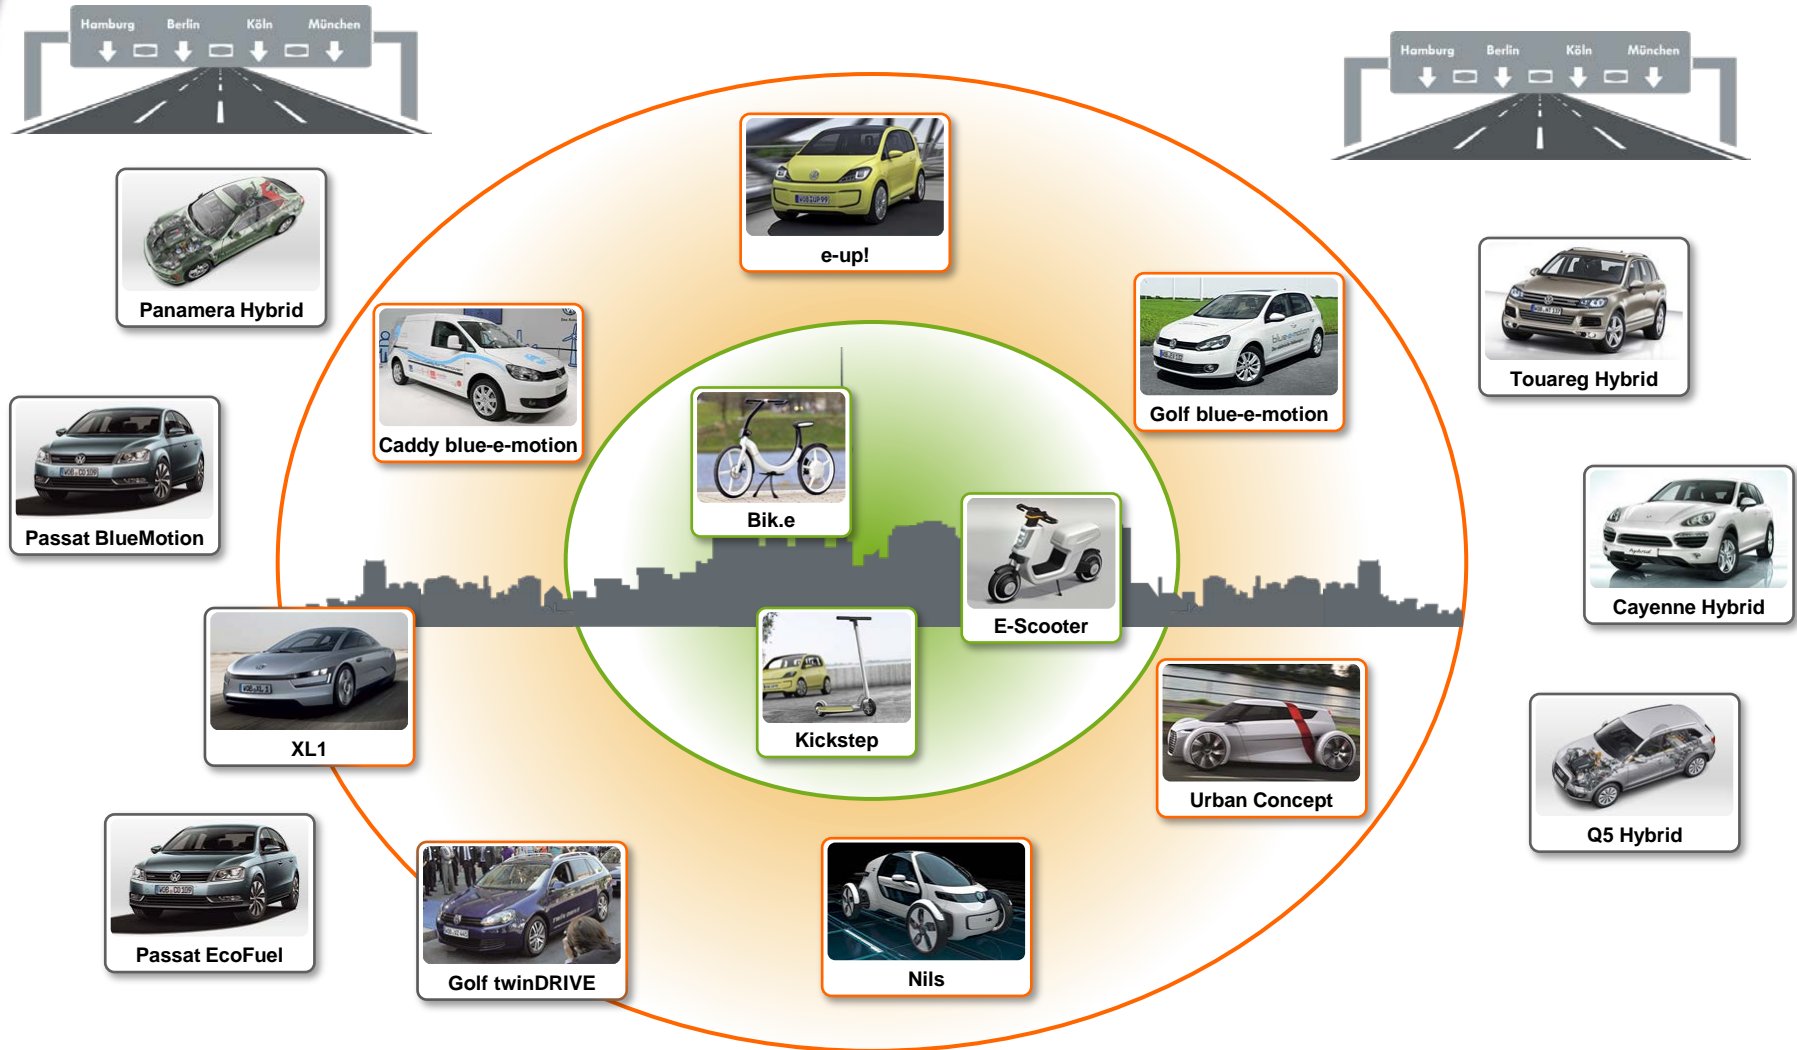 Hamburg Berlin Köln München
Hamburg Berlin Köln München
e-up!
Panamera Hybrid
Touareg Hybrid
Golf blue-e-motion
Caddy blue-e-motion
Bik.e
Passat BlueMotion
Cayenne Hybrid
E-Scooter
Kickstep
XL1
Urban Concept
Q5 Hybrid
Passat EcoFuel
Golf twinDRIVE
Nils